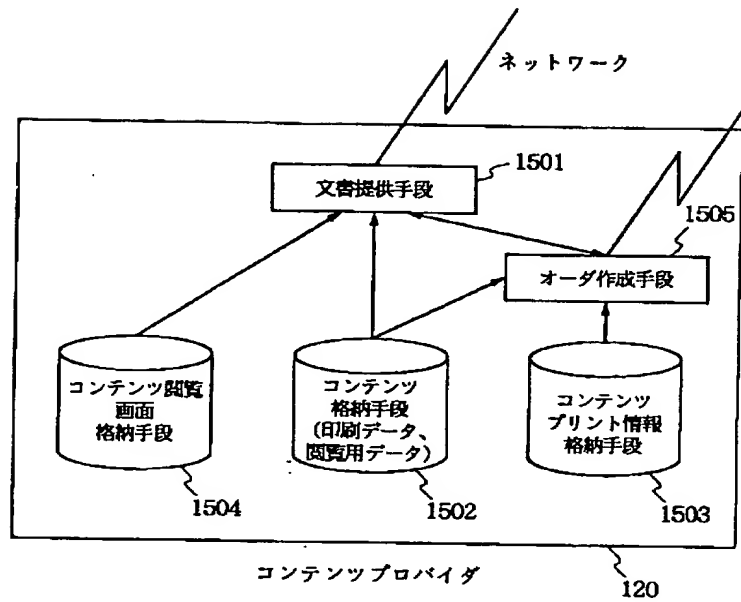 ネットワーク
文書提供手段
1501
1505
オーダ作成手段
コンテンツ閲覧
画面
格納手段
1504
コンテンツ
格納手段
(印刷データ、
閲覧用データ)
1502
コンテンツ
プリント情報
格納手段
1503
コンテンツプロバイダ
120